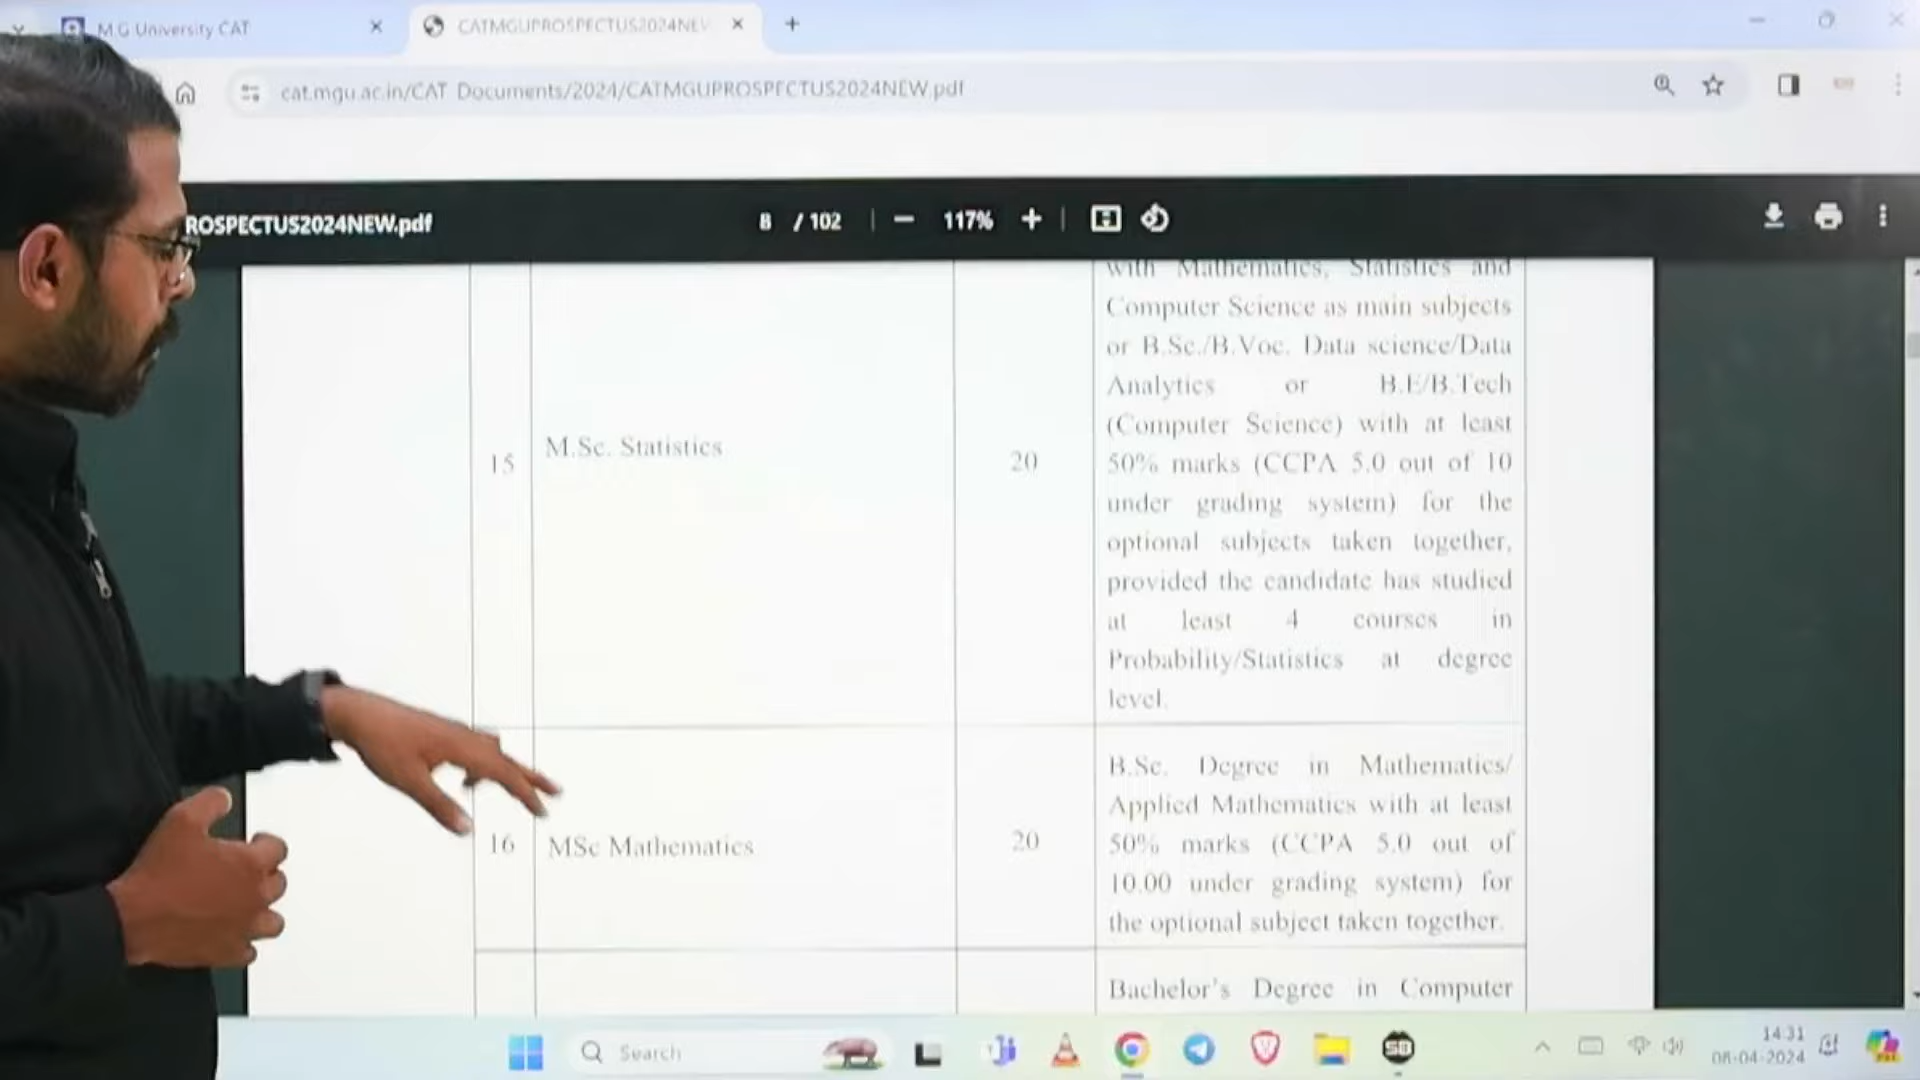 M.G University CAT
CATMGUPROSPECTUS2024NEW
cat.mgu.ac.in/CAT Documents/2024/CATMGUPROSPECTUS2024NEW.pdf
ROSPECTUS2024NEW.pdf
8 / 102
117%
with Mathematics, Statistics and
Computer Science as main subjects
or B.Sc./B.Voc. Data science/Data
Analytics or B.E/B.Tech
(Computer Science) with at least
15
M.Sc. Statistics
20
50% marks (CCPA 5.0 out of 10
under grading system) for the
optional subjects taken together,
provided the candidate has studied
at least 4 courses in
Probability/Statistics at degree
level.
16
MSc Mathematics
20
B.Sc. Degree in Mathematics/
Applied Mathematics with at least
50% marks (CCPA 5.0 out of
10.00 under grading system) for
the optional subject taken together.
Bachelor's Degree in Computer
Search
SB
14:31
08-04-2024